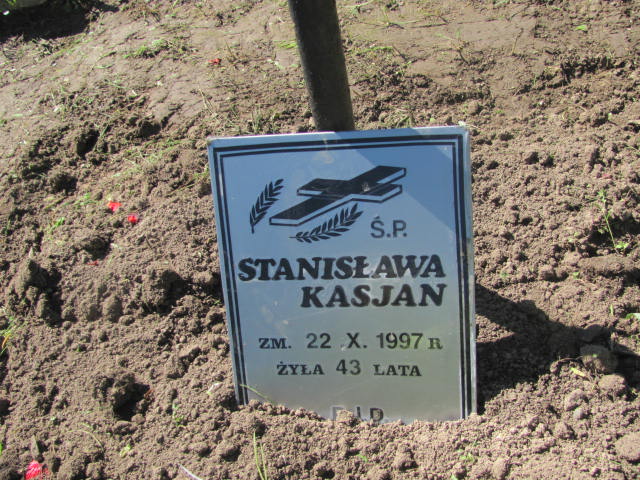 Ś.P.
STANISŁAWA
KASJAN
ZM. 22 X. 1997 R
ŻYŁA 43 LATA